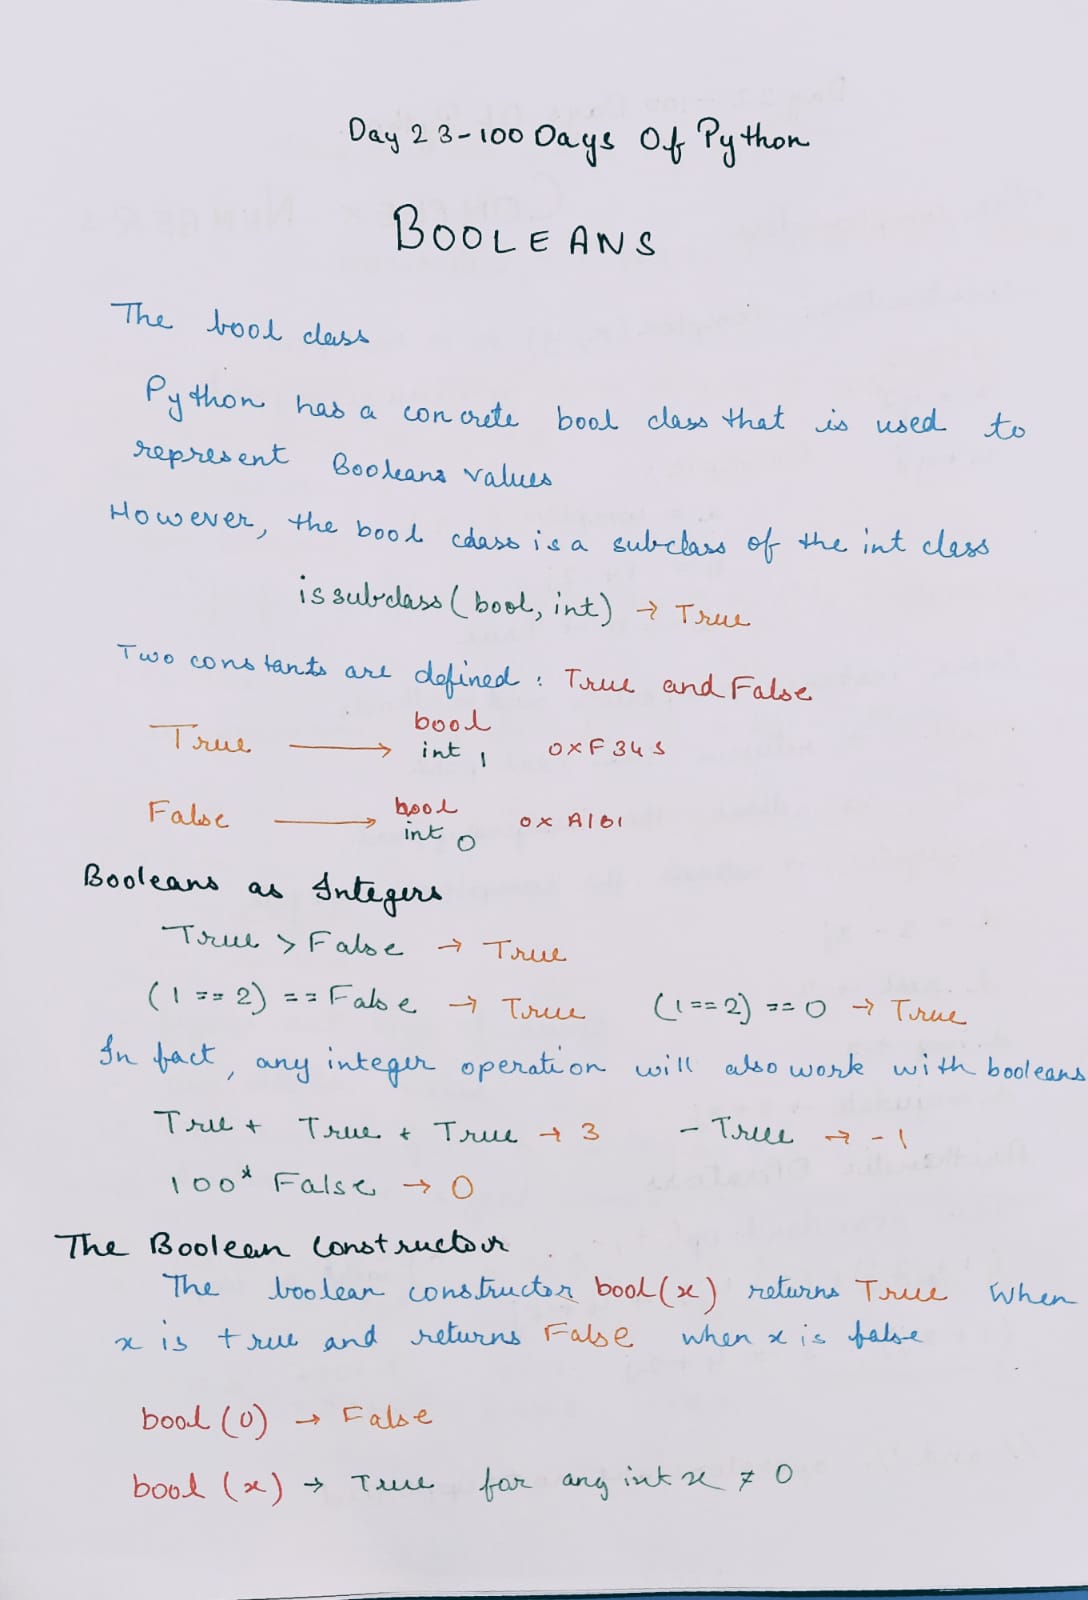 Day 23-100 Days Of Python
BOOLEANS
The bool class
Python has a concrete bool class that is used to
represent Booleans values
However, the bool class is a subclass of the int class
issubclass(bool, int) → True
Two constants are defined : True and False
True → bool
int 1 0xF345
False → bool
int 0 0xA101
Booleans as Integers
True > False → True
(1 == 2) == False → True (1 == 2) == 0 → True
In fact, any integer operation will also work with booleans
True + True + True → 3 - True → -1
100* False → 0
The Boolean Constructor
The boolean constructor bool(x) returns True when
x is true and returns False when x is false
bool(0) → False
bool (x) → True for any int x ≠ 0